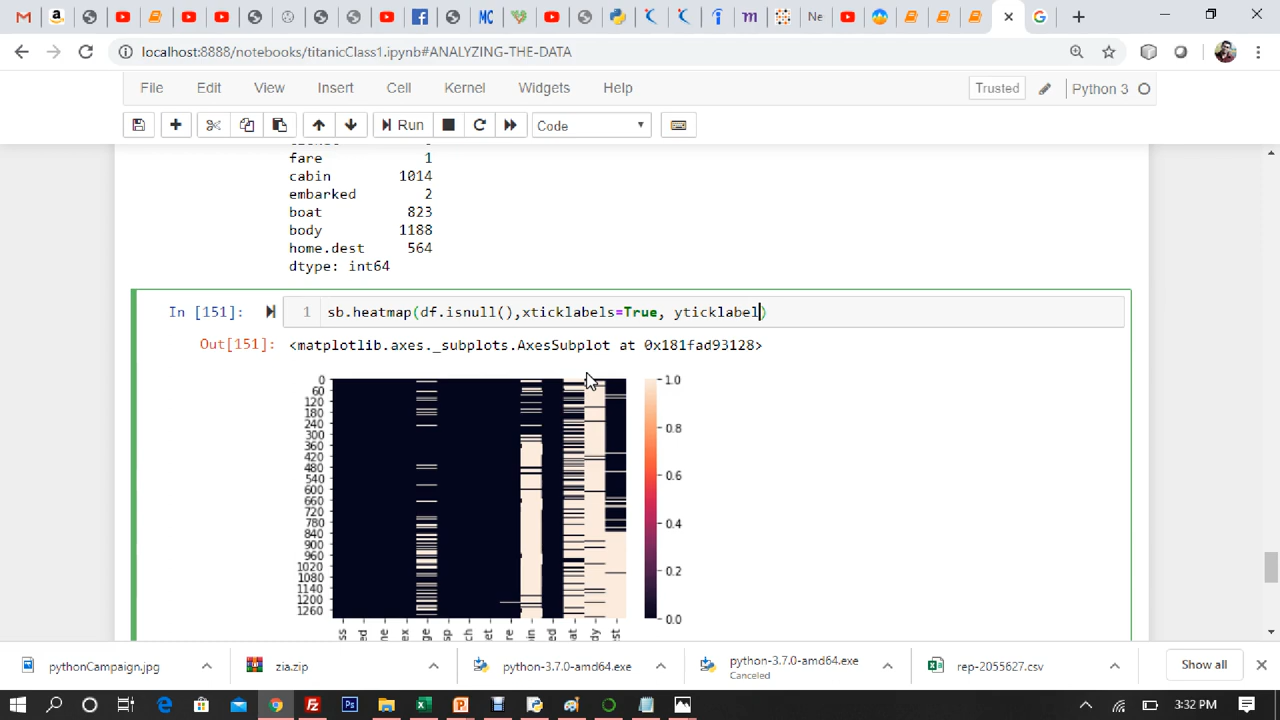 MC
Ne
localhost:8888/notebooks/titanicClass1.ipynb#ANALYZING-THE-DATA
File Edit View Insert Cell Kernel Widgets Help Trusted Python 3
Run Code
fare 1
cabin 1014
embarked 2
boat 823
body 1188
home.dest 564
dtype: int64
In [151]: 1 sb.heatmap(df.isnull(),xticklabels=True, yticklabel)
Out[151]: <matplotlib.axes._subplots.AxesSubplot at 0x181fad93128>
0
60
120
180
240
300
360
420
480
540
600
660
720
780
840
900
960
1020
1080
1140
1200
1260
1.0
0.8
0.6
0.4
0.2
0.0
pythonCampaign.jpg zia.zip python-3.7.0-amd64.exe python-3.7.0-amd64.exe rep-2055627.csv Show all
Canceled
3:32 PM